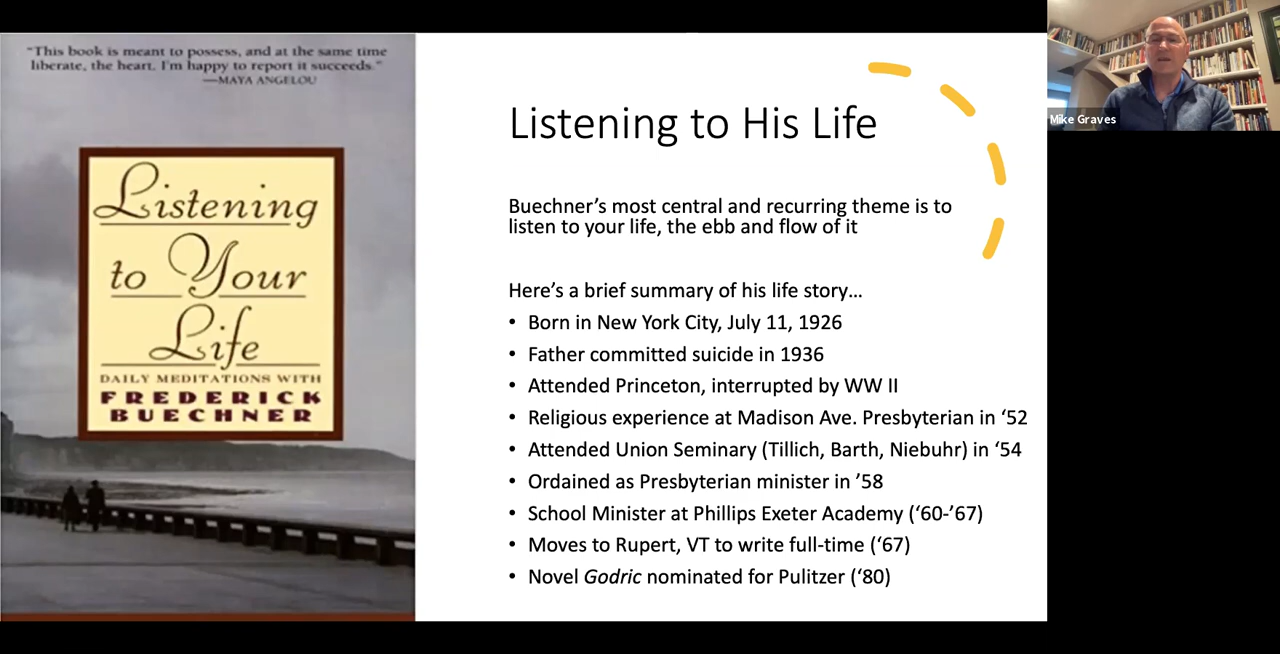 "This book is meant to possess, and at the same time
liberate, the heart. I'm happy to report it succeeds."
—MAYA ANGELOU
Listening
to Your
Life
DAILY MEDITATIONS WITH
FREDERICK
BUECHNER
Listening to His Life
Buechner’s most central and recurring theme is to
listen to your life, the ebb and flow of it
Here’s a brief summary of his life story…
• Born in New York City, July 11, 1926
• Father committed suicide in 1936
• Attended Princeton, interrupted by WW II
• Religious experience at Madison Ave. Presbyterian in ‘52
• Attended Union Seminary (Tillich, Barth, Niebuhr) in ‘54
• Ordained as Presbyterian minister in ’58
• School Minister at Phillips Exeter Academy (‘60-’67)
• Moves to Rupert, VT to write full-time (‘67)
• Novel Godric nominated for Pulitzer (‘80)
Mike Graves